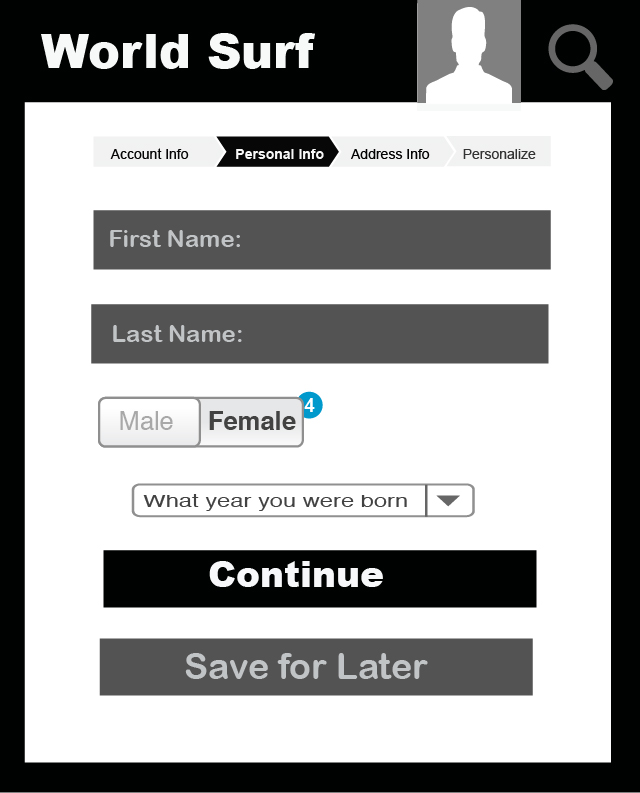 World Surf
Account Info Personal Info Address Info Personalize
First Name:
Last Name:
Male Female 4
What year you were born
Continue
Save for Later